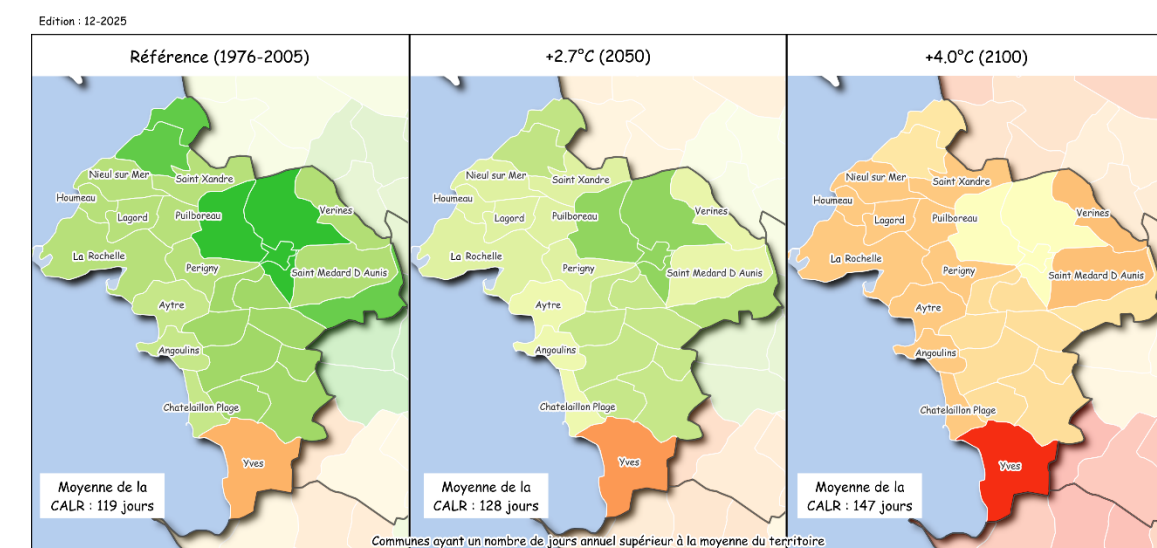 Edition : 12-2025
Référence (1976-2005)
+2.7°C (2050)
+4.0°C (2100)
Nieul sur Mer
Saint Xandre
Houmeau
Lagord
Puilboreau
Verines
La Rochelle
Perigny
Saint Medard D Aunis
Aytre
Angoulins
Chatelaillon Plage
Yves
Moyenne de la
CALR : 119 jours
Nieul sur Mer
Saint Xandre
Houmeau
Lagord
Puilboreau
Verines
La Rochelle
Perigny
Saint Medard D Aunis
Aytre
Angoulins
Chatelaillon Plage
Yves
Moyenne de la
CALR : 128 jours
Nieul sur Mer
Saint Xandre
Houmeau
Lagord
Puilboreau
Verines
La Rochelle
Perigny
Saint Medard D Aunis
Aytre
Angoulins
Chatelaillon Plage
Yves
Moyenne de la
CALR : 147 jours
Communes ayant un nombre de jours annuel supérieur à la moyenne du territoire